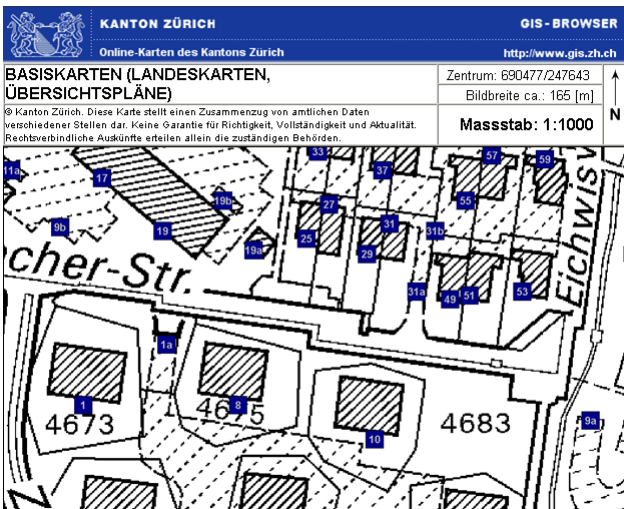 KANTON ZÜRICH
GIS-BROWSER
Online-Karten des Kantons Zürich
http://www.gis.zh.ch
BASISKARTEN (LANDESKARTEN,
ÜBERSICHTSPLÄNE)
Zentrum: 690477/247643
Bildbreite ca.: 165 [m]
© Kanton Zürich. Diese Karte stellt einen Zusammenzug von amtlichen Daten
verschiedener Stellen dar. Keine Garantie für Richtigkeit, Vollständigkeit und Aktualität.
Rechtsverbindliche Auskünfte erteilen allein die zuständigen Behörden.
Massstab: 1:1000
N
33
57
59
11a
17
37
19b
27
55
9b
19
25
31
31b
29
19a
cher-Str.
Eichwisv
31a
49
51
53
1a
1
8
4673
4675
4683
10
9a